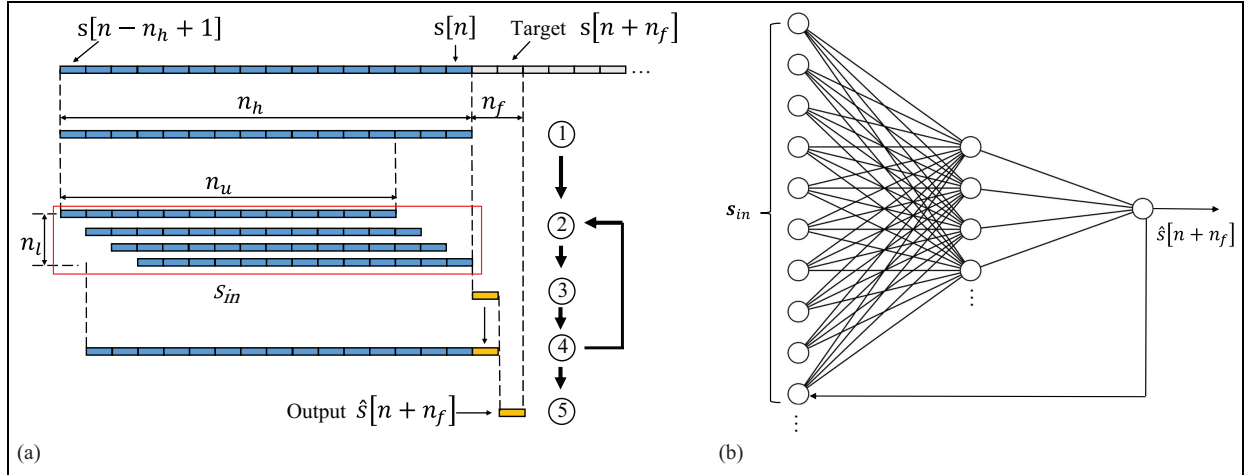 s[n − n_h + 1]
s[n]
Target s[n + n_f]
...
n_h
n_f
①
n_u
②
n_l
s_in
③
④
Output ŝ[n + n_f]
⑤
(a)
s_in
ŝ[n + n_f]
⋮
⋮
(b)